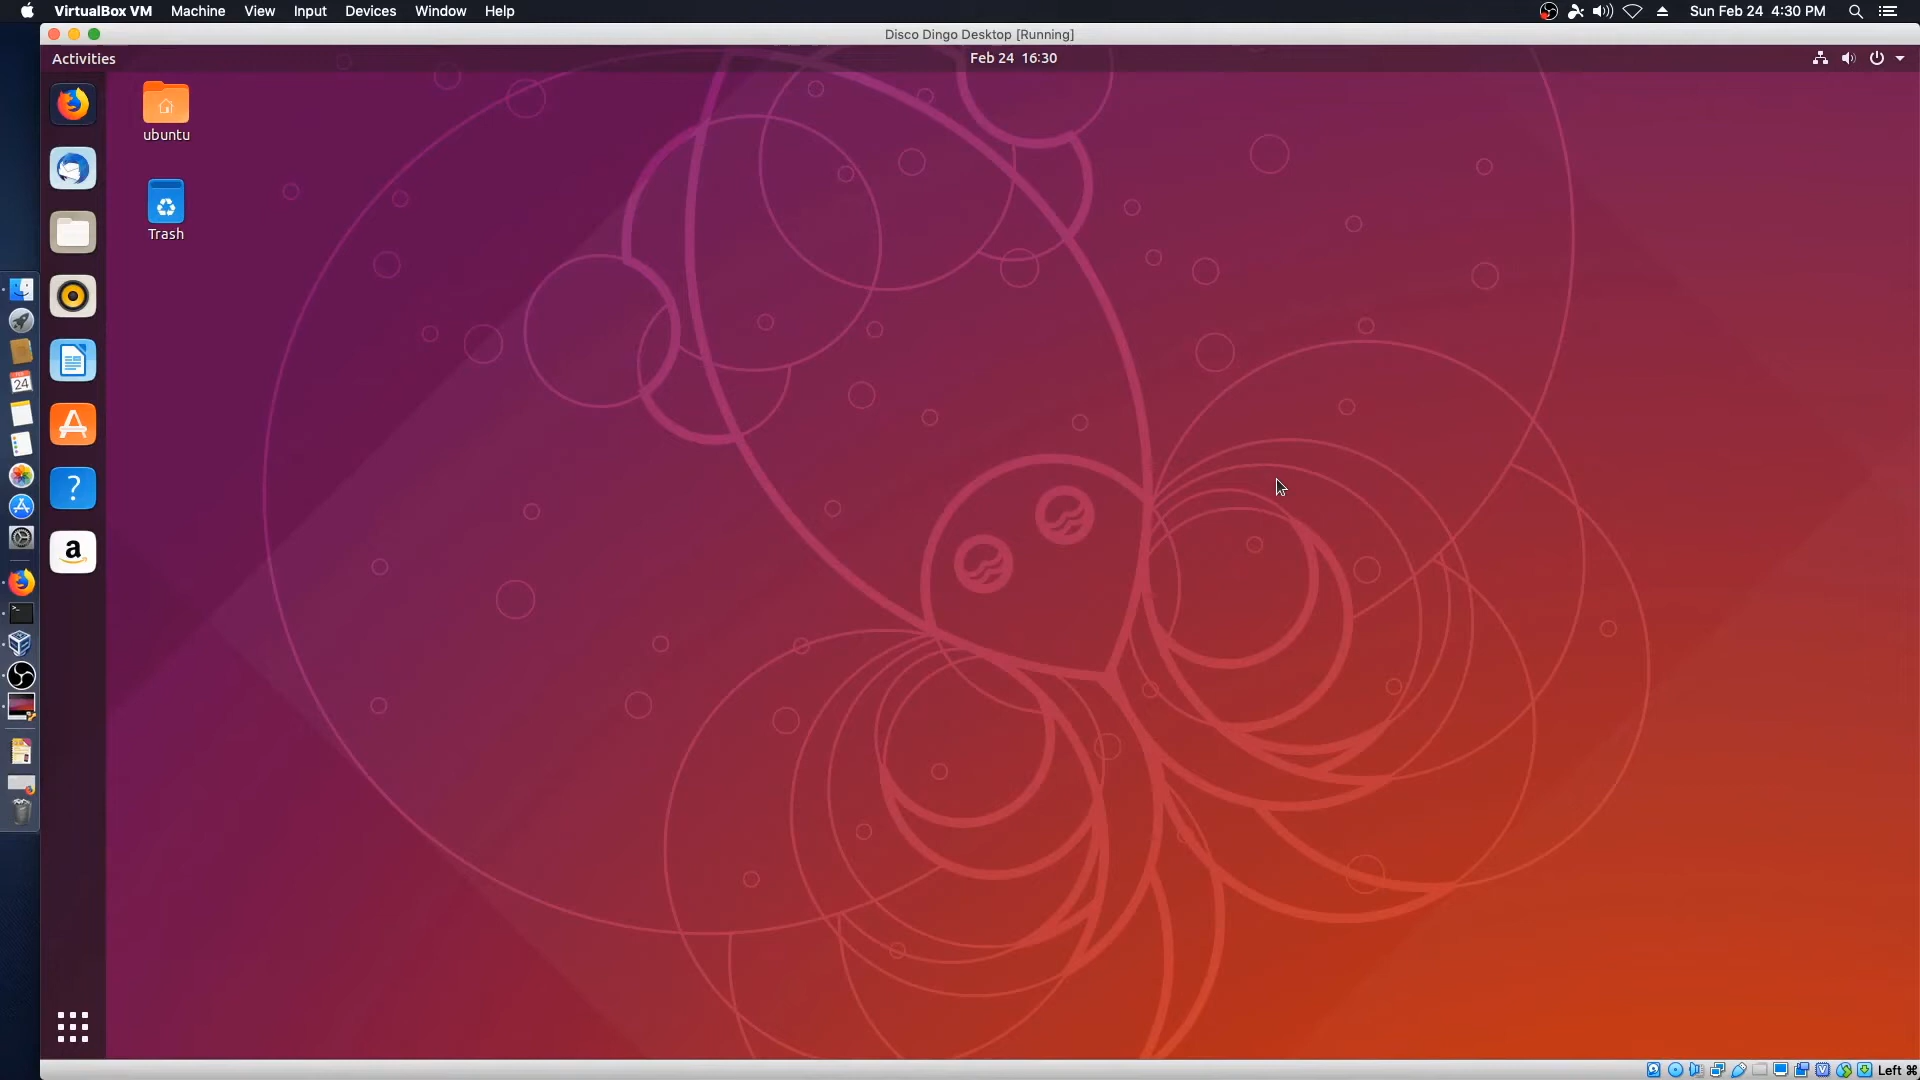 VirtualBox VM Machine View Input Devices Window Help Sun Feb 24 4:30 PM
Disco Dingo Desktop [Running]
Activities Feb 24 16:30
ubuntu
Trash
24
?
a
Left ⌘